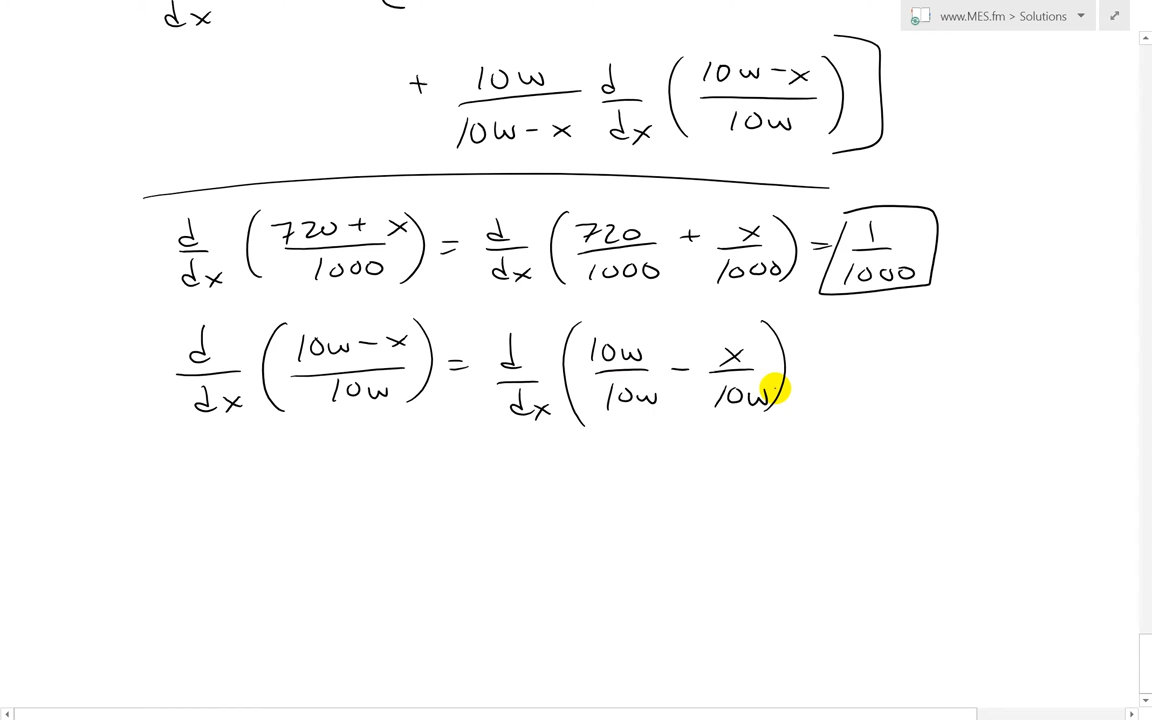 www.MES.fm > Solutions
dx
+ 10w/(10w - x) d/dx ((10w - x)/10w) ]
d/dx ((720 + x)/1000) = d/dx (720/1000 + x/1000) = 1/1000
d/dx ((10w - x)/10w) = d/dx (10w/10w - x/10w)